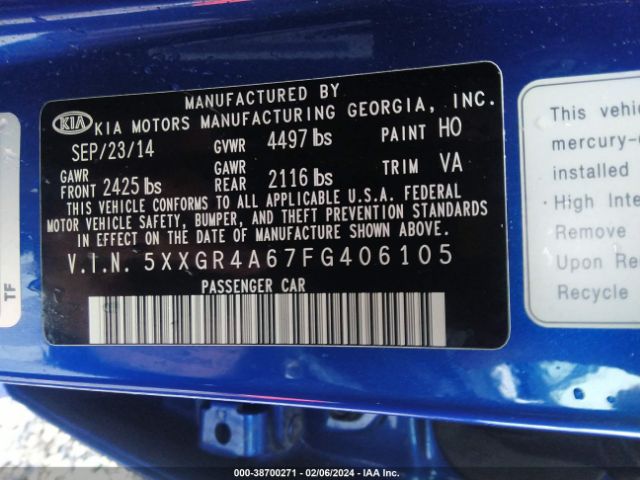 MANUFACTURED BY
KIA KIA MOTORS MANUFACTURING GEORGIA, INC.
SEP/23/14 GVWR 4497 lbs PAINT HO
GAWR FRONT 2425 lbs GAWR REAR 2116 lbs TRIM VA
THIS VEHICLE CONFORMS TO ALL APPLICABLE U.S.A. FEDERAL
MOTOR VEHICLE SAFETY, BUMPER, AND THEFT PREVENTION STANDARDS
IN EFFECT ON THE DATE OF MANUFACTURE SHOWN ABOVE.
V.I.N. 5XXGR4A67FG406105
PASSENGER CAR
TF
This vehic
mercury-
installed
· High Inte
Remove
Upon Re
Recycle
000-38700271 - 02/06/2024 - IAA Inc.